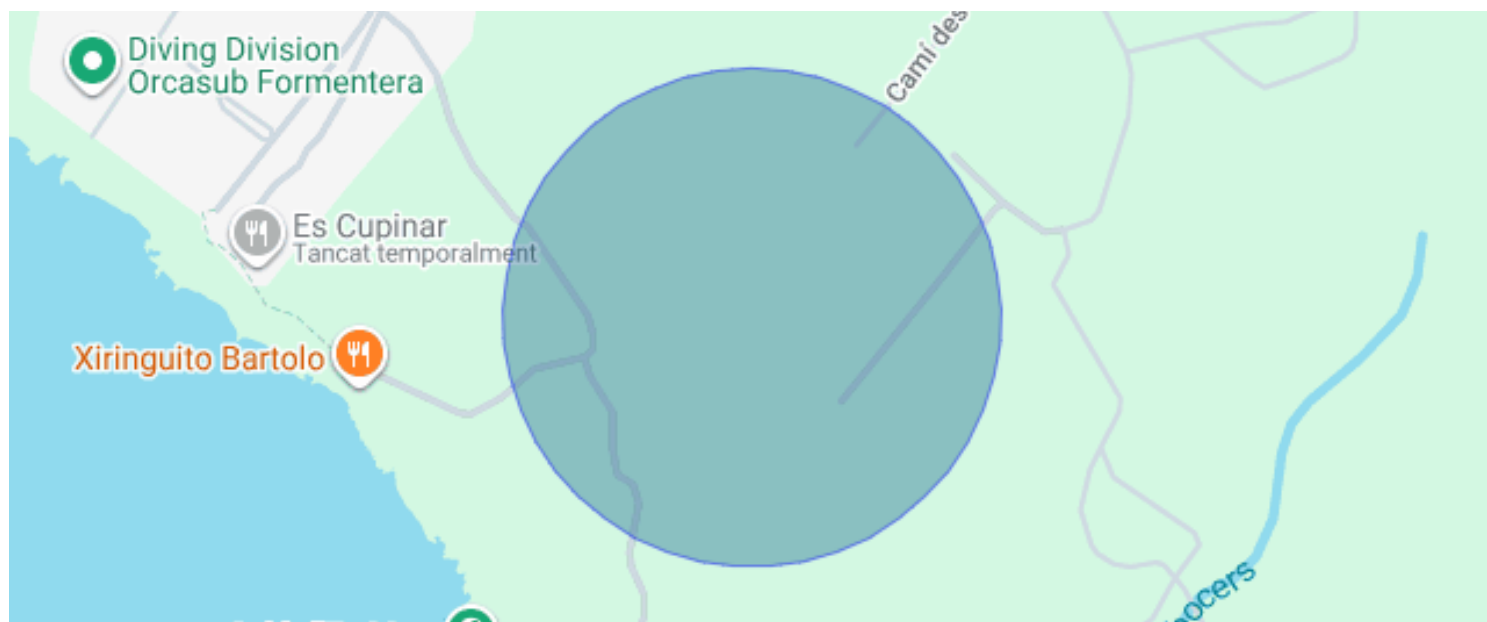 Diving Division
Orcasub Formentera
Camí des
Es Cupinar
Tancat temporalment
Xiringuito Bartolo